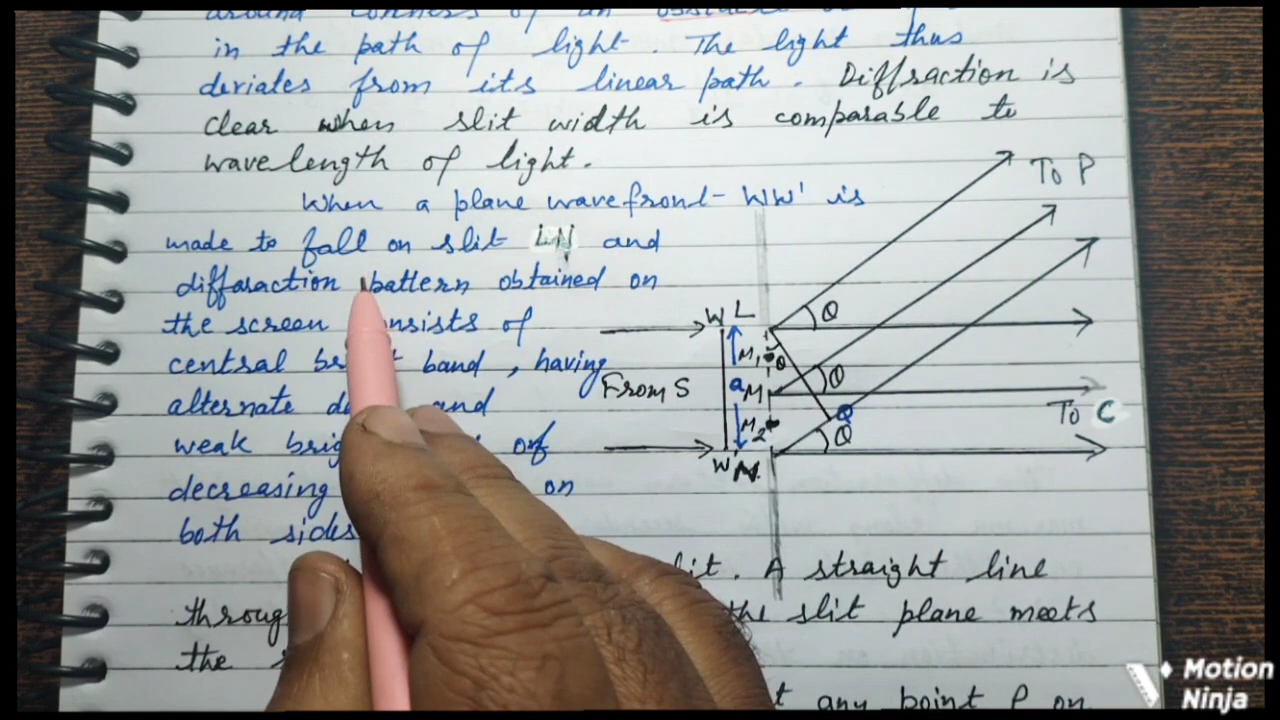 in the path of light. The light thus
deviates from its linear path. Diffraction is
clear when slit width is comparable to
wavelength of light.
When a plane wavefront WW' is
made to fall on slit LN and
diffraction pattern obtained on
the screen consists of
central band, having
alternate and
weak of
decreasing on
both sides
slit. A straight line
the slit plane meets
the
any point P on
To P
W L
θ
M₁ θ
From S
a M θ
To C
Q
M₂ θ
W' N
Motion
Ninja